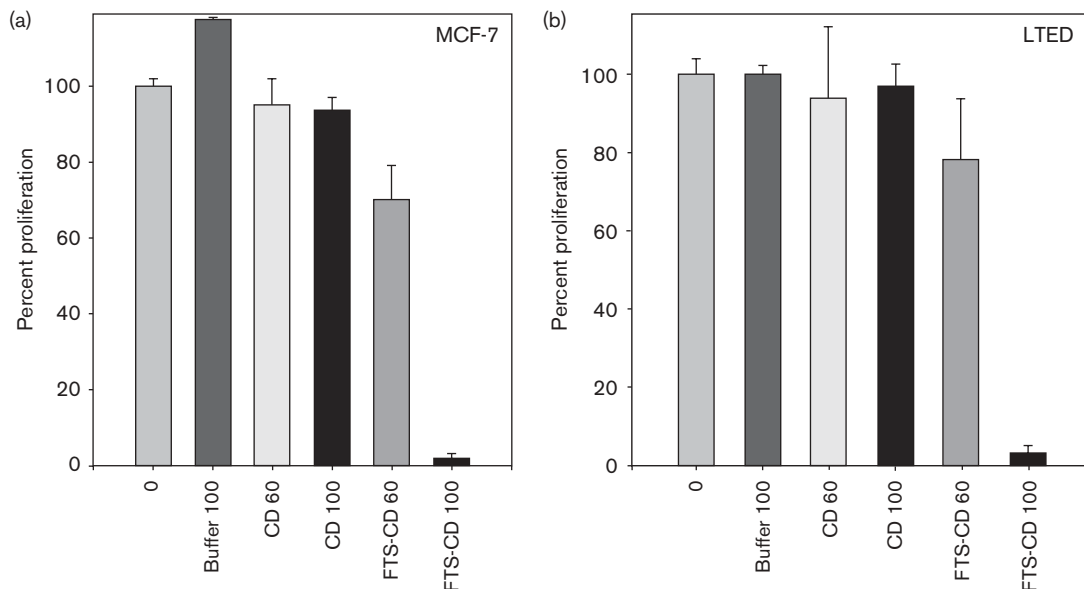 (a)
MCF-7
Percent proliferation
100
80
60
40
20
0
0
Buffer 100
CD 60
CD 100
FTS-CD 60
FTS-CD 100
(b)
LTED
Percent proliferation
100
80
60
40
20
0
0
Buffer 100
CD 60
CD 100
FTS-CD 60
FTS-CD 100